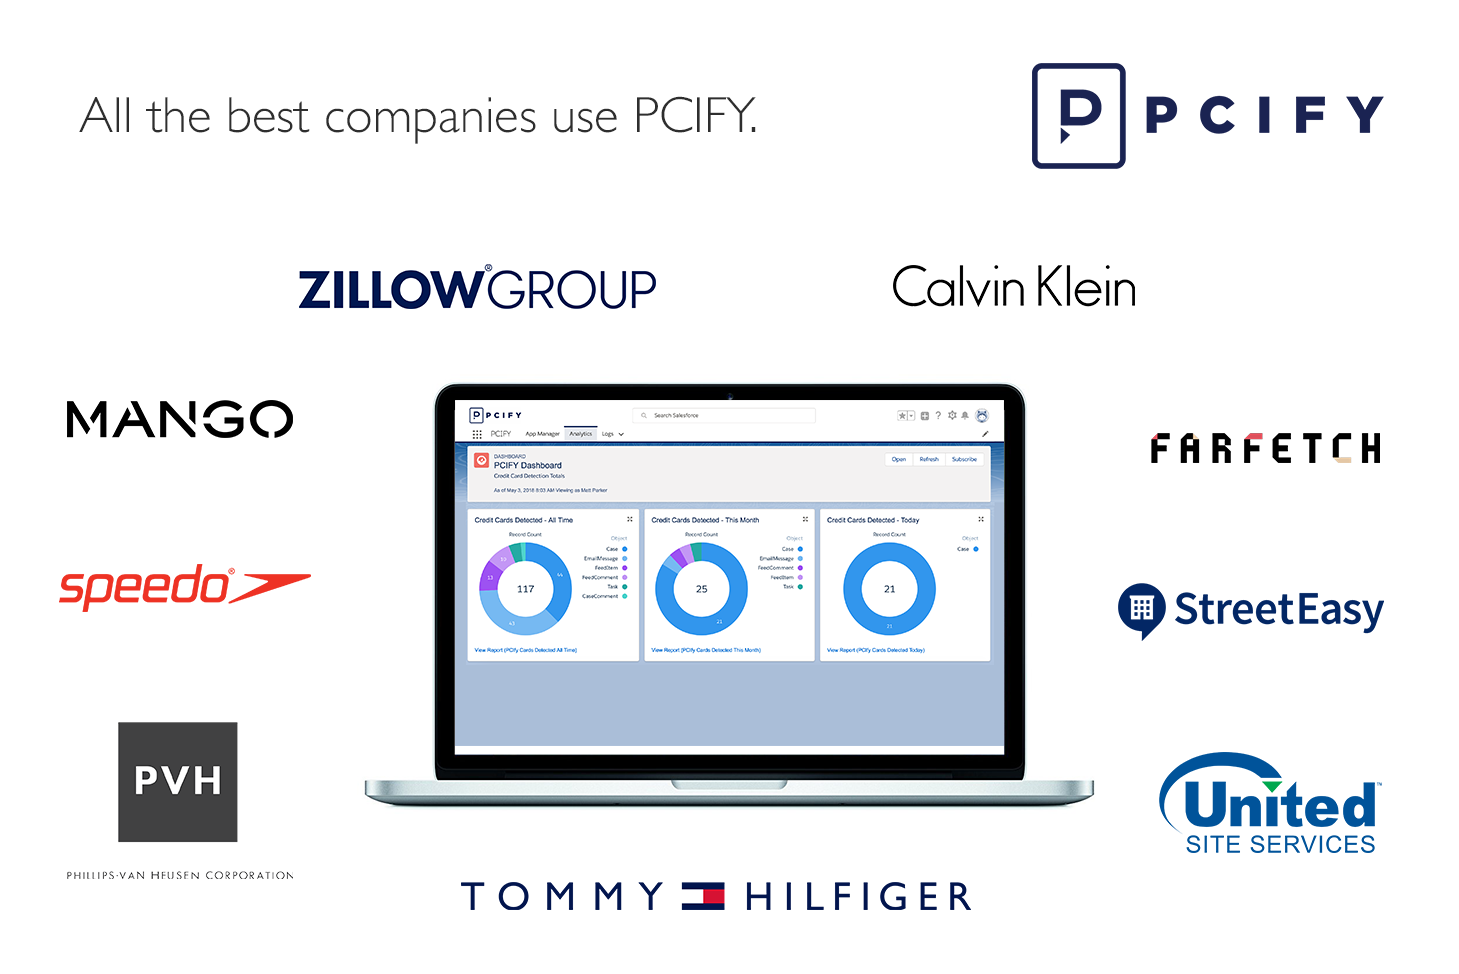 All the best companies use PCIFY.
P PCIFY
ZILLOW®GROUP
Calvin Klein
MANGO
FARFETCH
speedo®
StreetEasy
PVH
PHILLIPS-VAN HEUSEN CORPORATION
United™
SITE SERVICES
TOMMY HILFIGER
P PCIFY
Search Salesforce
PCIFY App Manager Analytics Logs
DASHBOARD
PCIFY Dashboard
Credit Card Detection Totals
As of May 3, 2018 8:03 AM Viewing as Matt Parker
Open Refresh Subscribe
Credit Cards Detected - All Time
Record Count
Object
Case
EmailMessage
FeedItem
FeedComment
Task
CaseComment
13
43
117
View Report (PCIfy Cards Detected All Time)
Credit Cards Detected - This Month
Record Count
Object
Case
EmailMessage
FeedComment
FeedItem
Task
25
21
View Report (PCIfy Cards Detected This Month)
Credit Cards Detected - Today
Record Count
Object
Case
21
21
View Report (PCIfy Cards Detected Today)